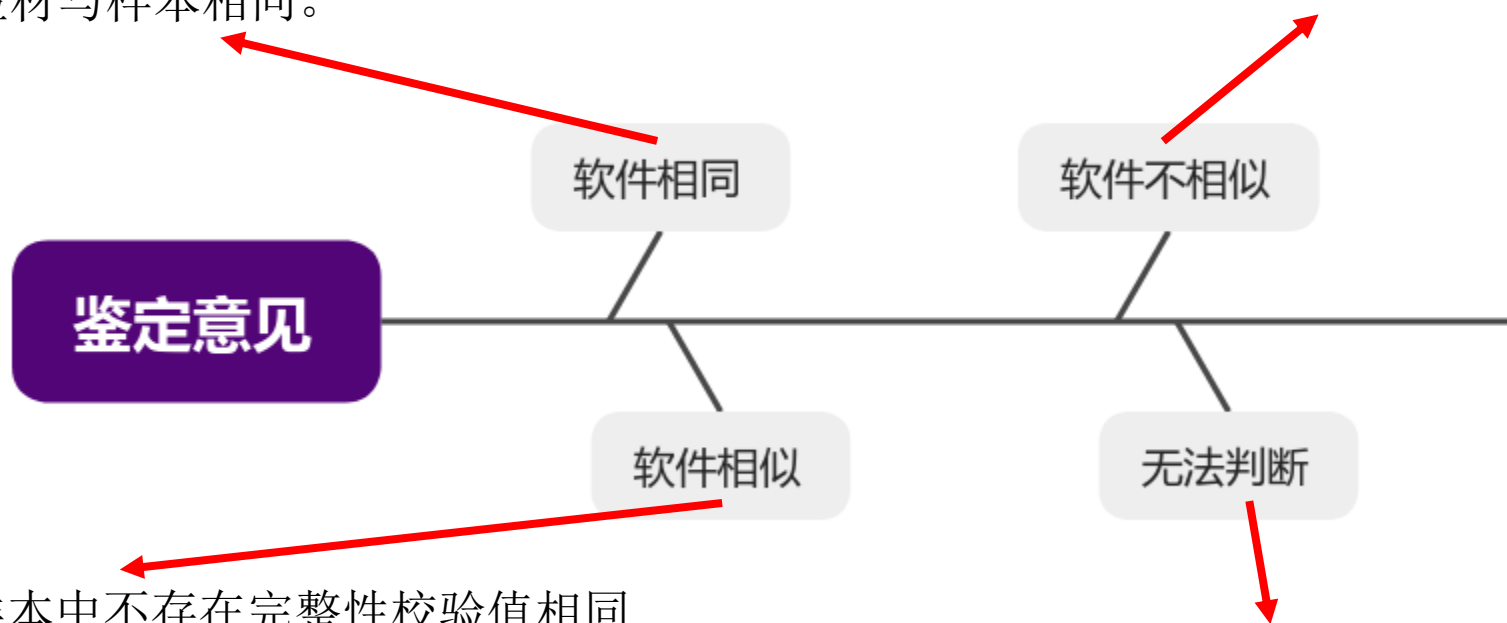 材与样本相同。
软件相同
软件不相似
鉴定意见
软件相似
无法判断
本中不存在完整性校验值相同